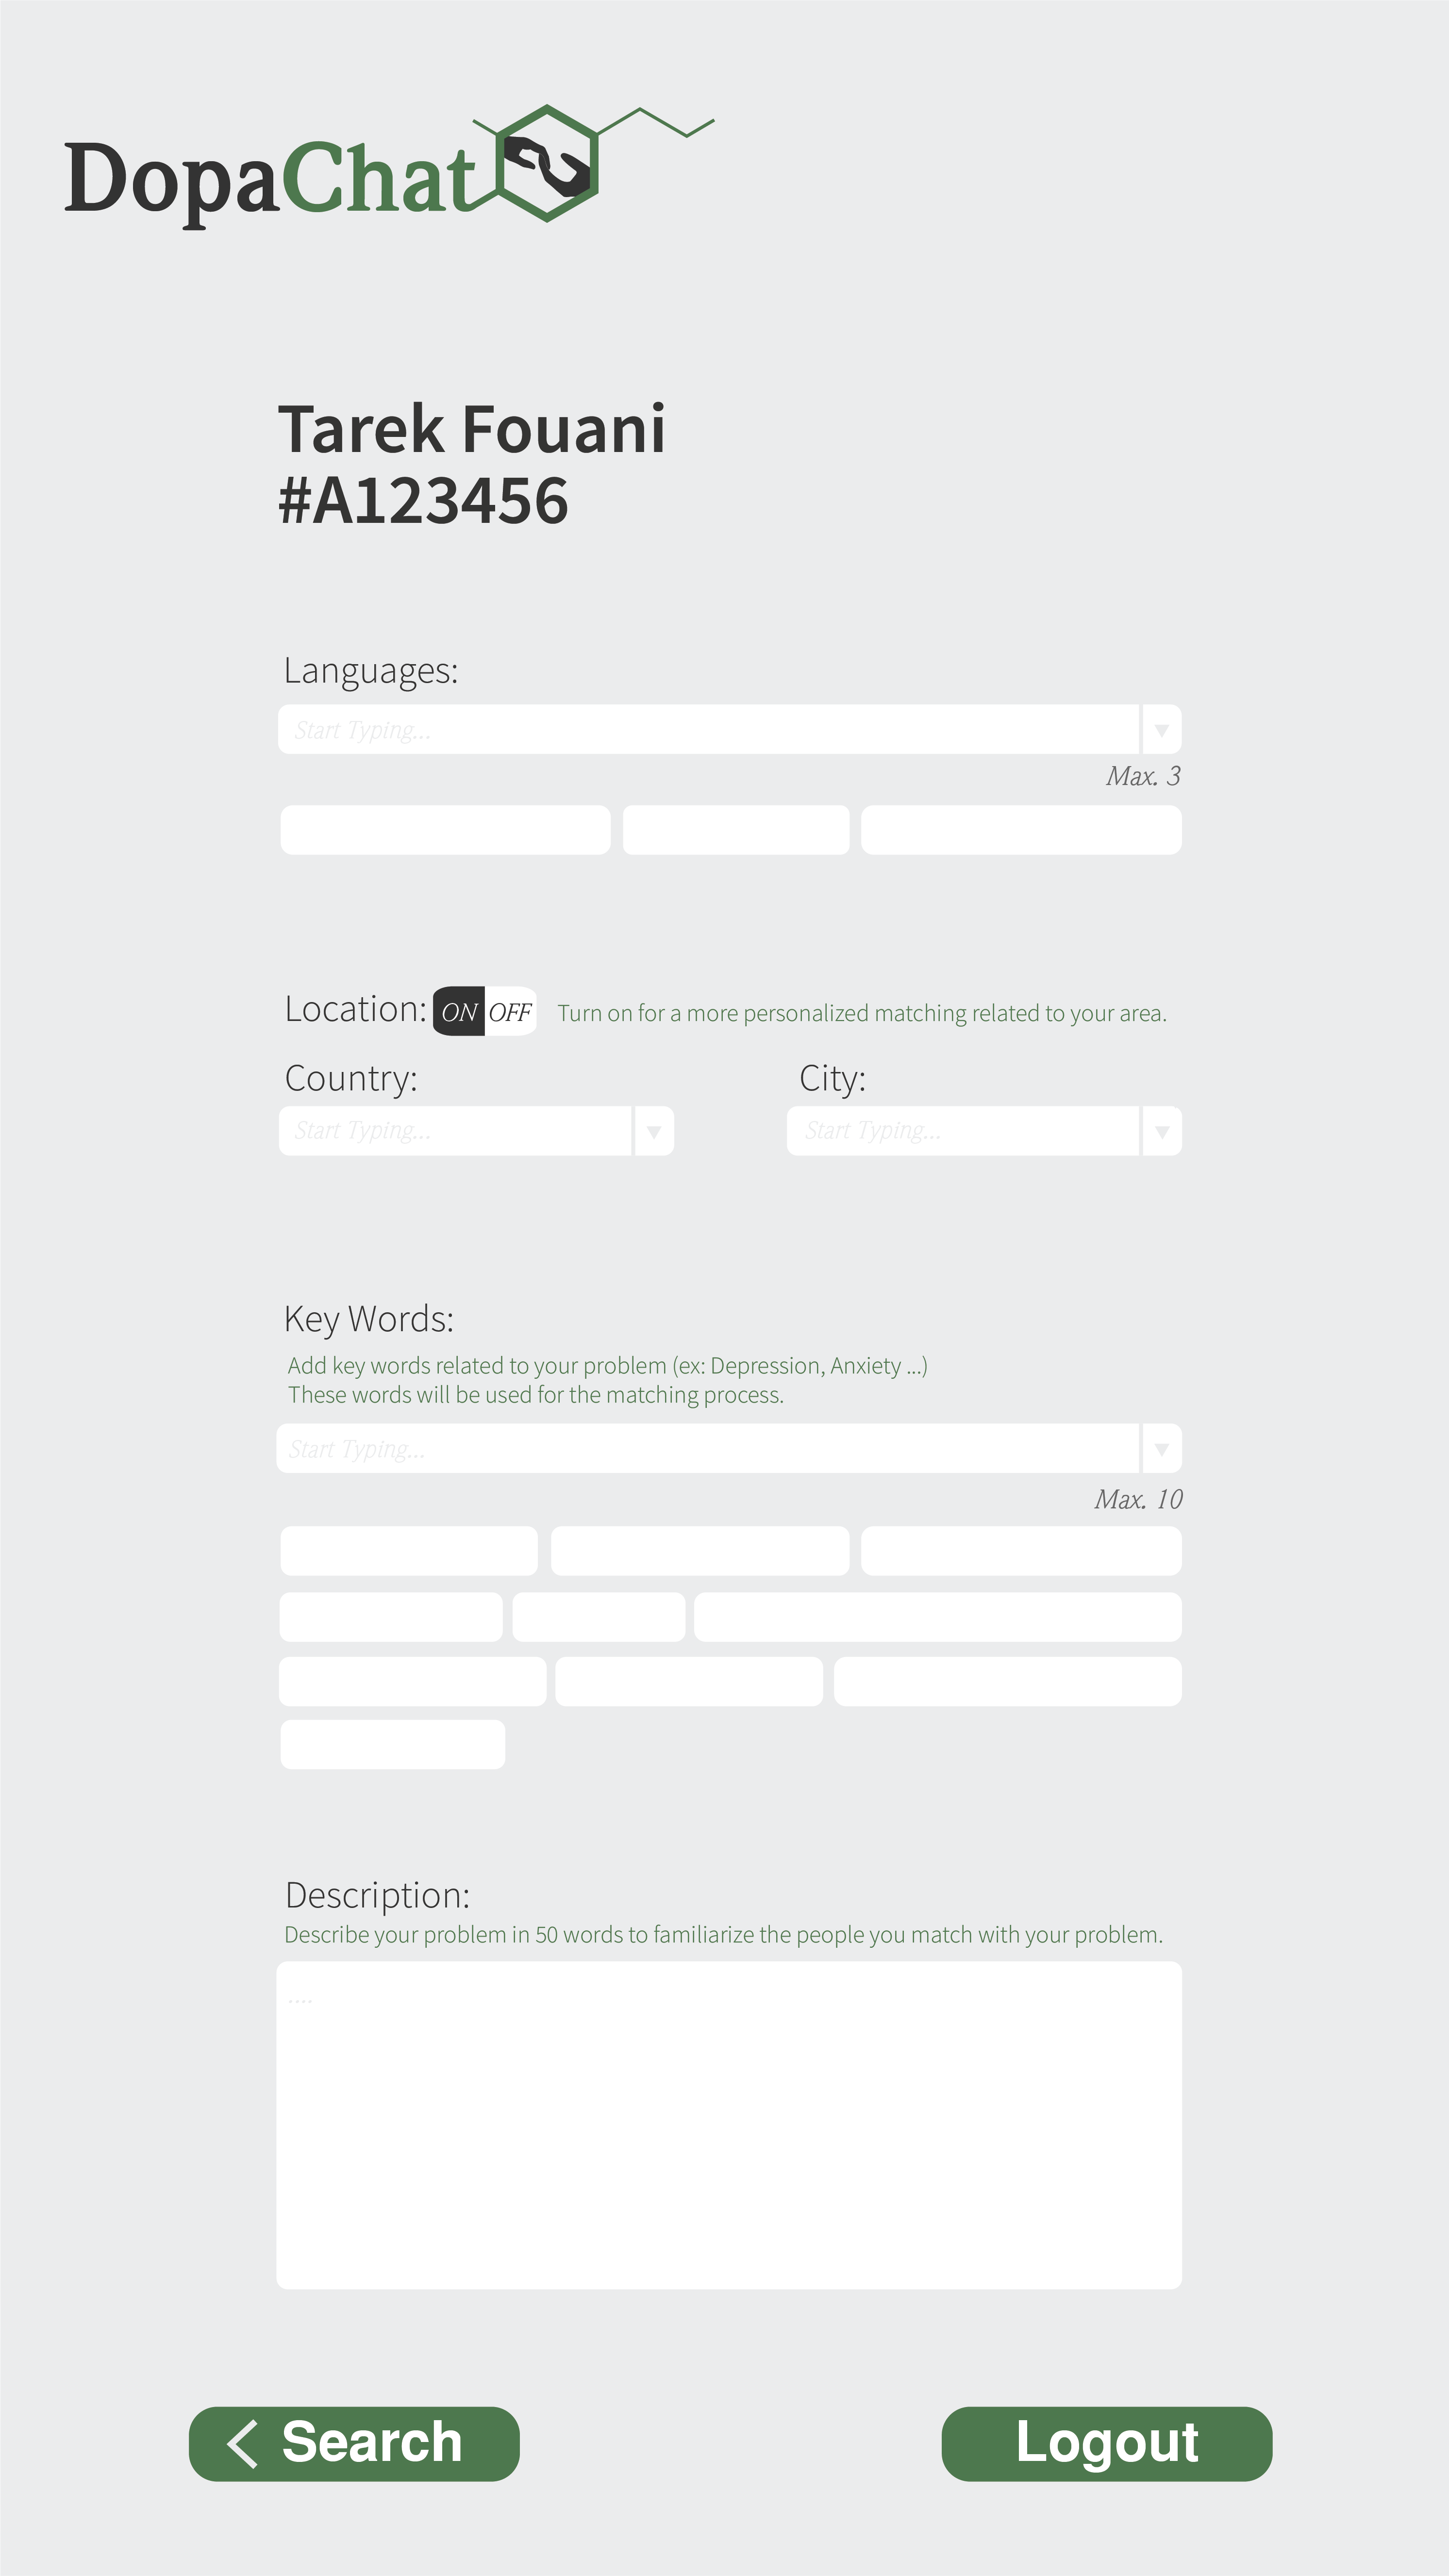 DopaChat
Tarek Fouani
#A123456
Languages:
Start Typing...
Max. 3
Location: ON OFF Turn on for a more personalized matching related to your area.
Country: City:
Start Typing... Start Typing...
Key Words:
Add key words related to your problem (ex: Depression, Anxiety ...)
These words will be used for the matching process.
Start Typing...
Max. 10
Description:
Describe your problem in 50 words to familiarize the people you match with your problem.
....
Search Logout